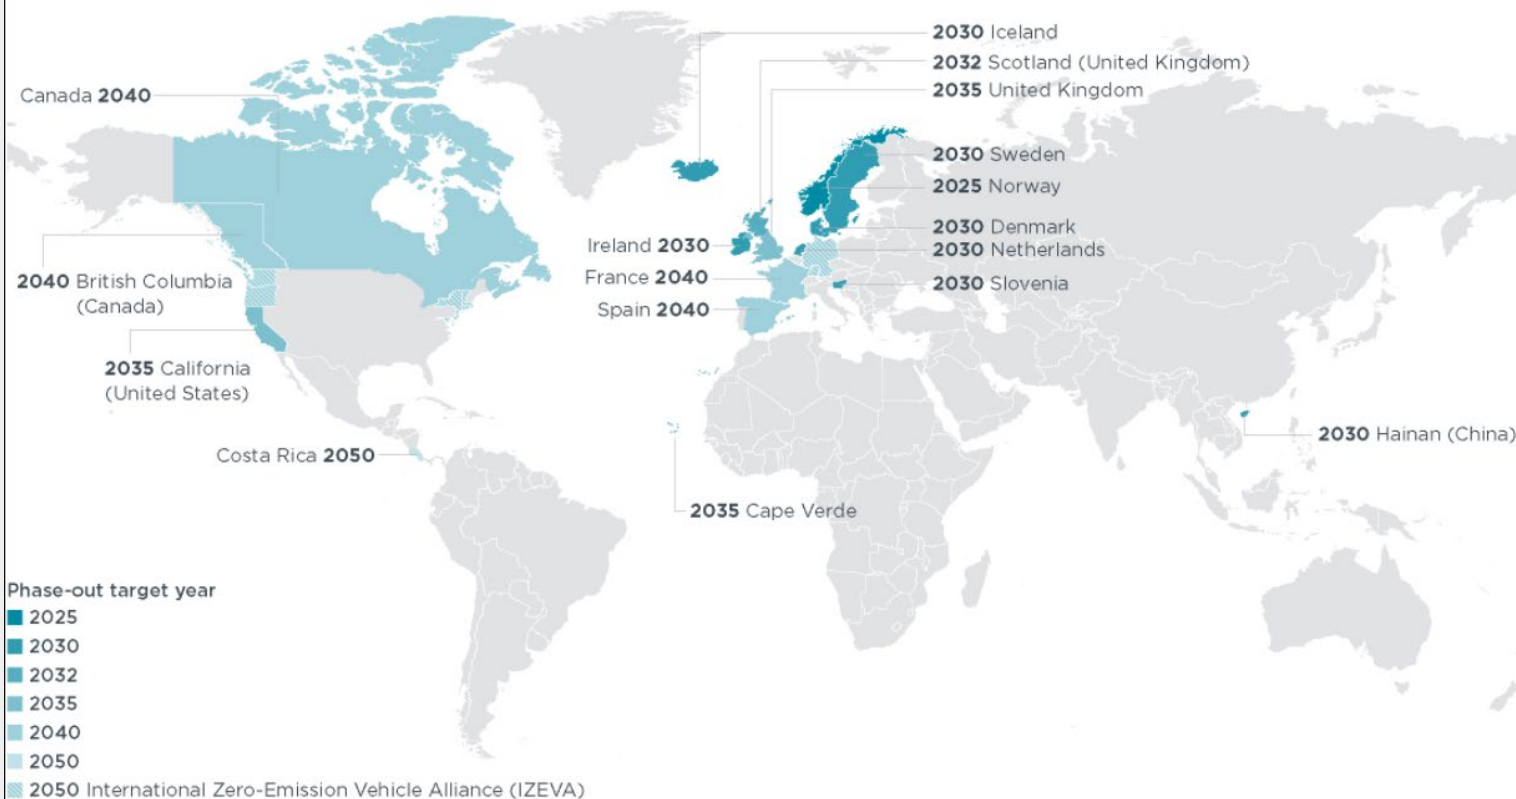 2030 Iceland
2032 Scotland (United Kingdom)
2035 United Kingdom
Canada 2040
2030 Sweden
2025 Norway
2030 Denmark
Ireland 2030
2030 Netherlands
France 2040
2040 British Columbia
(Canada)
2030 Slovenia
Spain 2040
2035 California
(United States)
2030 Hainan (China)
Costa Rica 2050
2035 Cape Verde
Phase-out target year
2025
2030
2032
2035
2040
2050
2050 International Zero-Emission Vehicle Alliance (IZEVA)